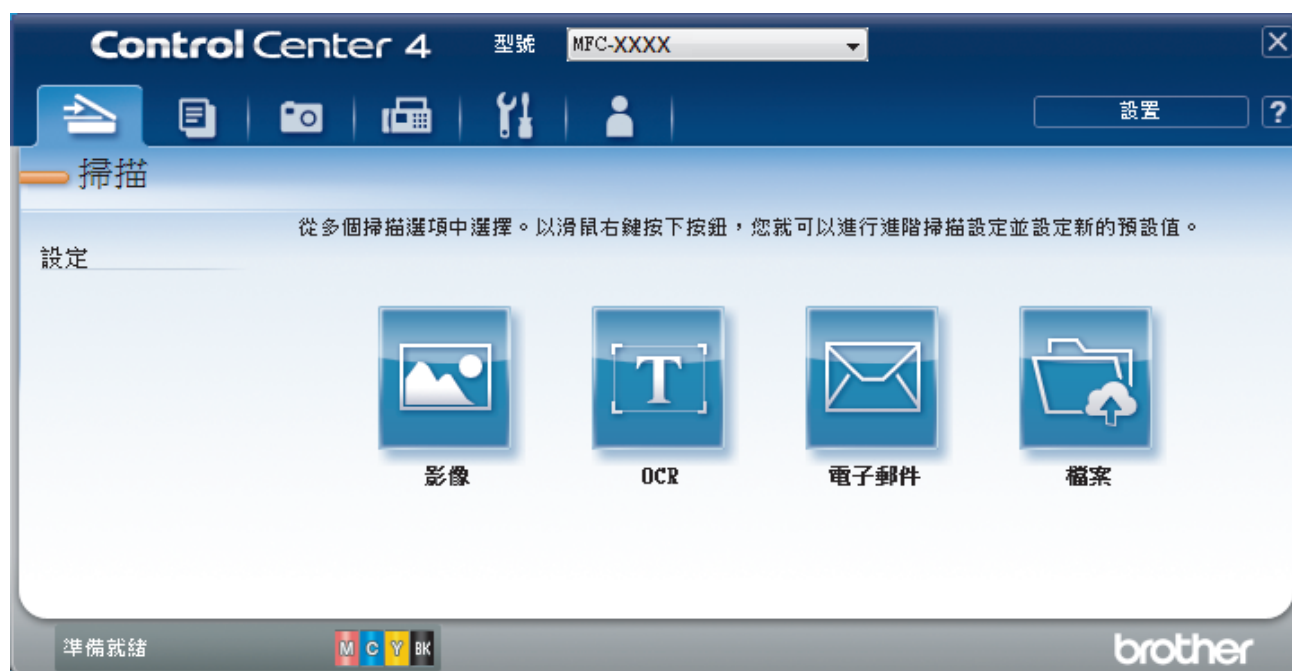 Control Center 4 型號 MFC-XXXX
設置 ?
掃描
從多個掃描選項中選擇。以滑鼠右鍵按下按鈕，您就可以進行進階掃描設定並設定新的預設值。
設定
T
影像 OCR 電子郵件 檔案
準備就緒 M C Y BK brother